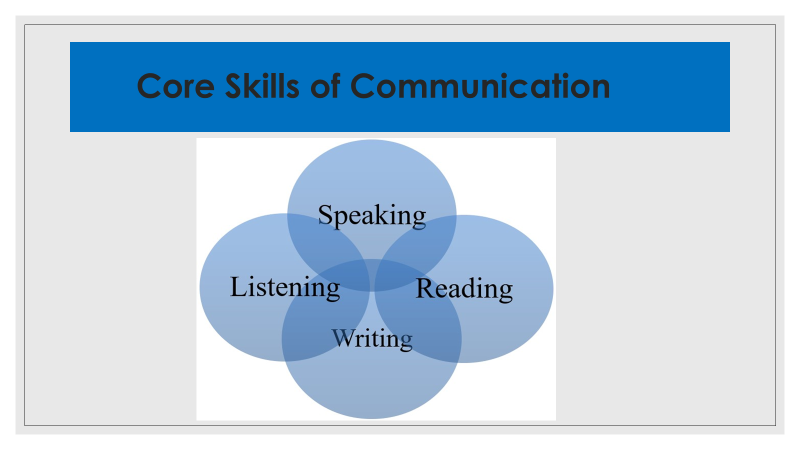 Core Skills of Communication
Speaking
Listening
Reading
Writing